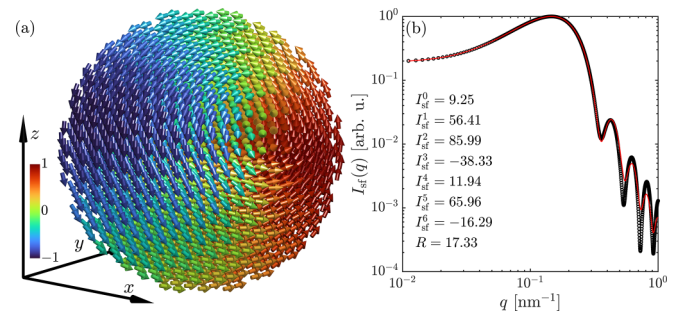 (a)
z
1
0
−1
y
x
(b)
10^0
10^−1
10^−2
10^−3
10^−4
I_sf(q) [arb. u.]
I_sf^0 = 9.25
I_sf^1 = 56.41
I_sf^2 = 85.99
I_sf^3 = −38.33
I_sf^4 = 11.94
I_sf^5 = 65.96
I_sf^6 = −16.29
R = 17.33
10^−2
10^−1
10^0
q [nm^−1]